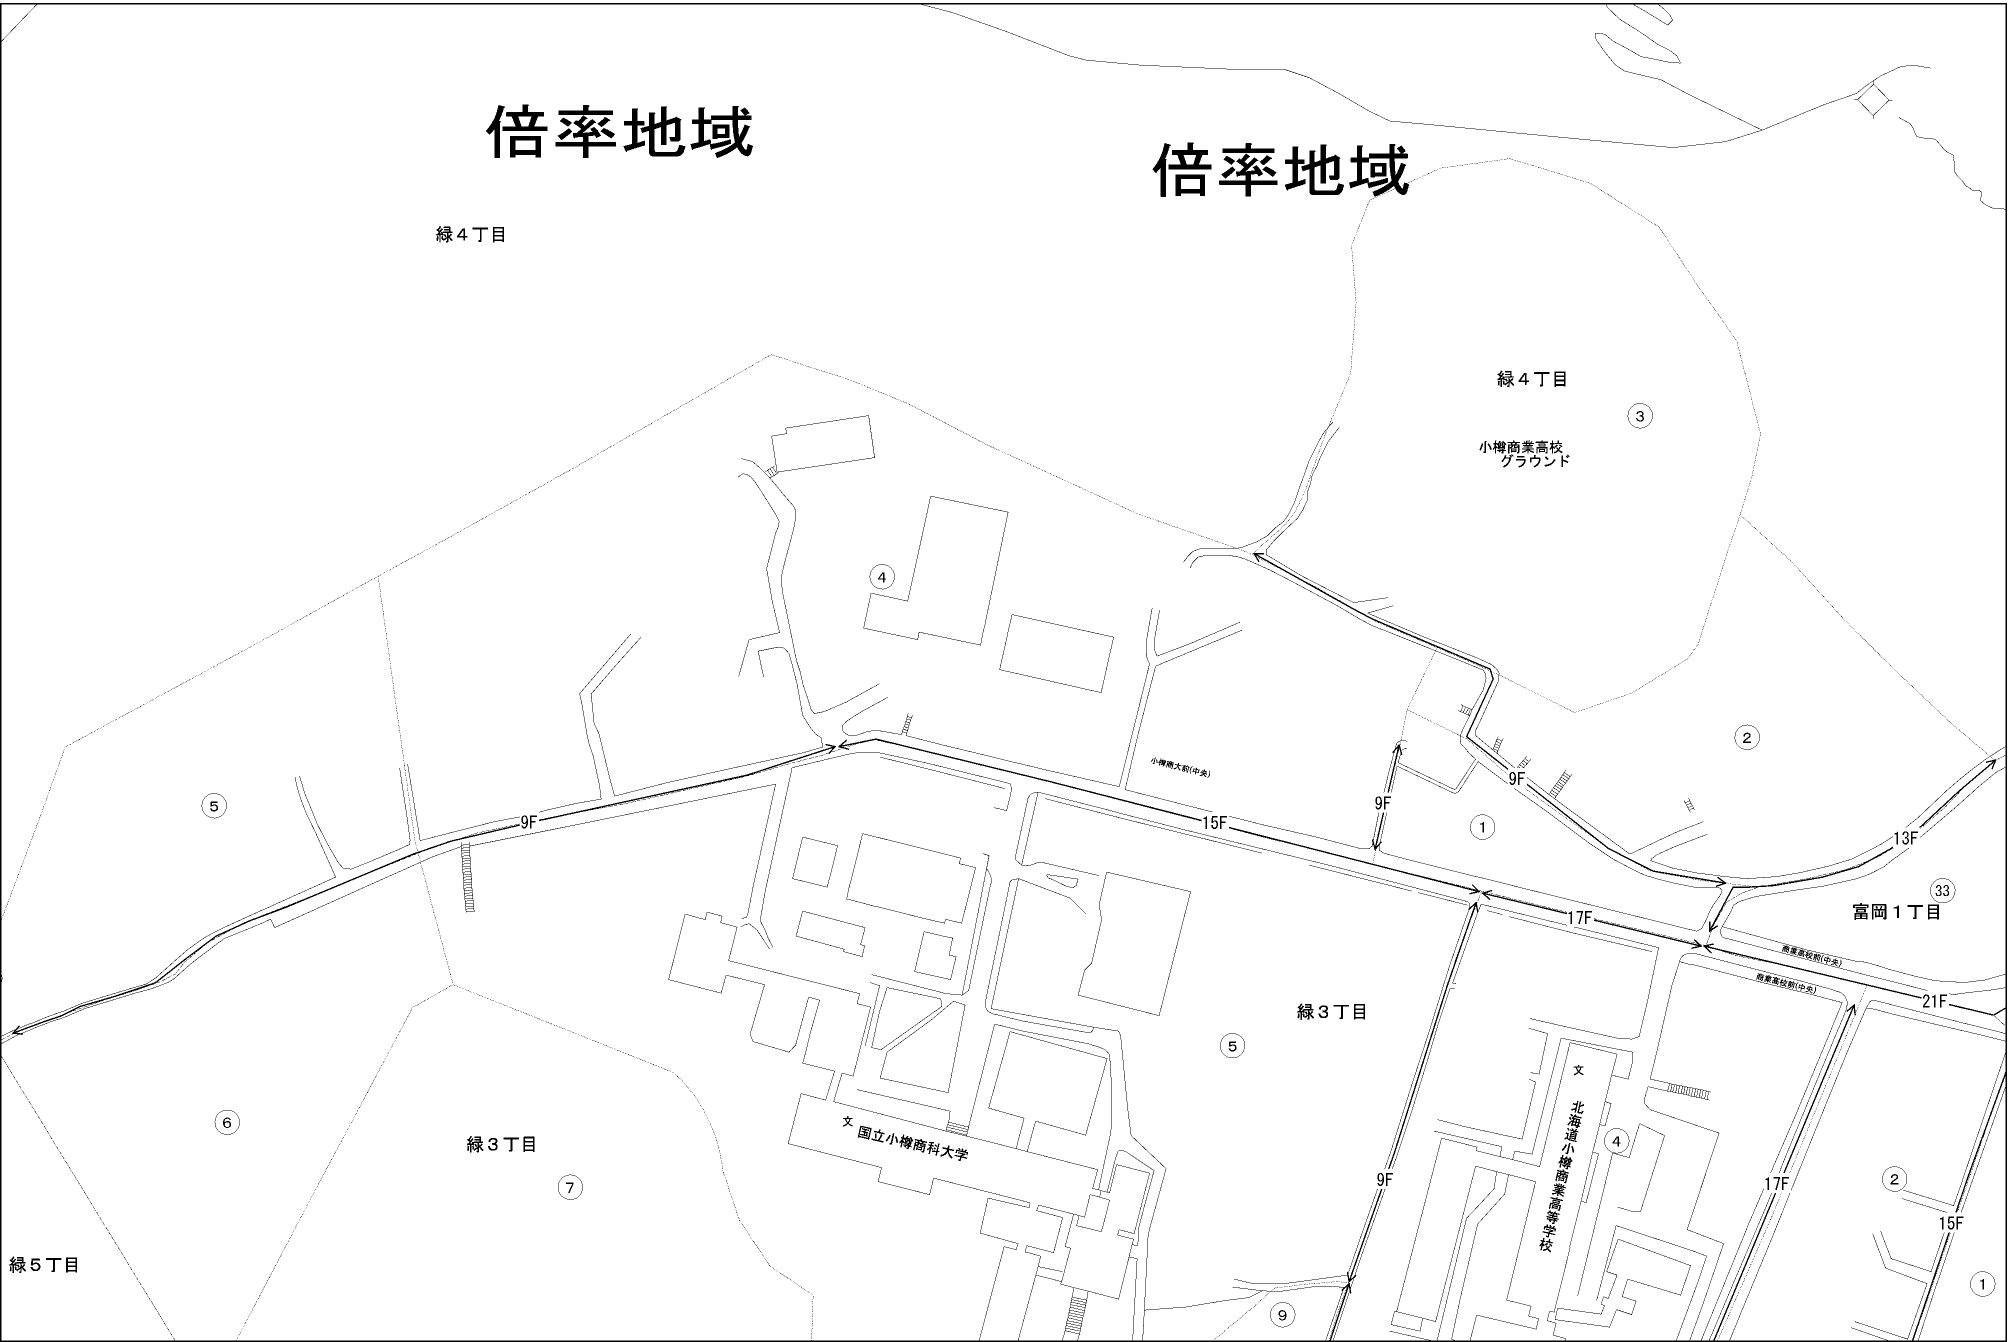 倍率地域
倍率地域
緑4丁目
緑4丁目
3
小樽商業高校
グラウンド
4
2
小樽商大前(中央)
9F
5
9F
9F
15F
1
13F
33
富岡1丁目
17F
商業高校前(中央)
商業高校前(中央)
21F
緑3丁目
5
文
北海道小樽商業高等学校
4
6
文
国立小樽商科大学
緑3丁目
7
9F
17F
2
15F
緑5丁目
1
9